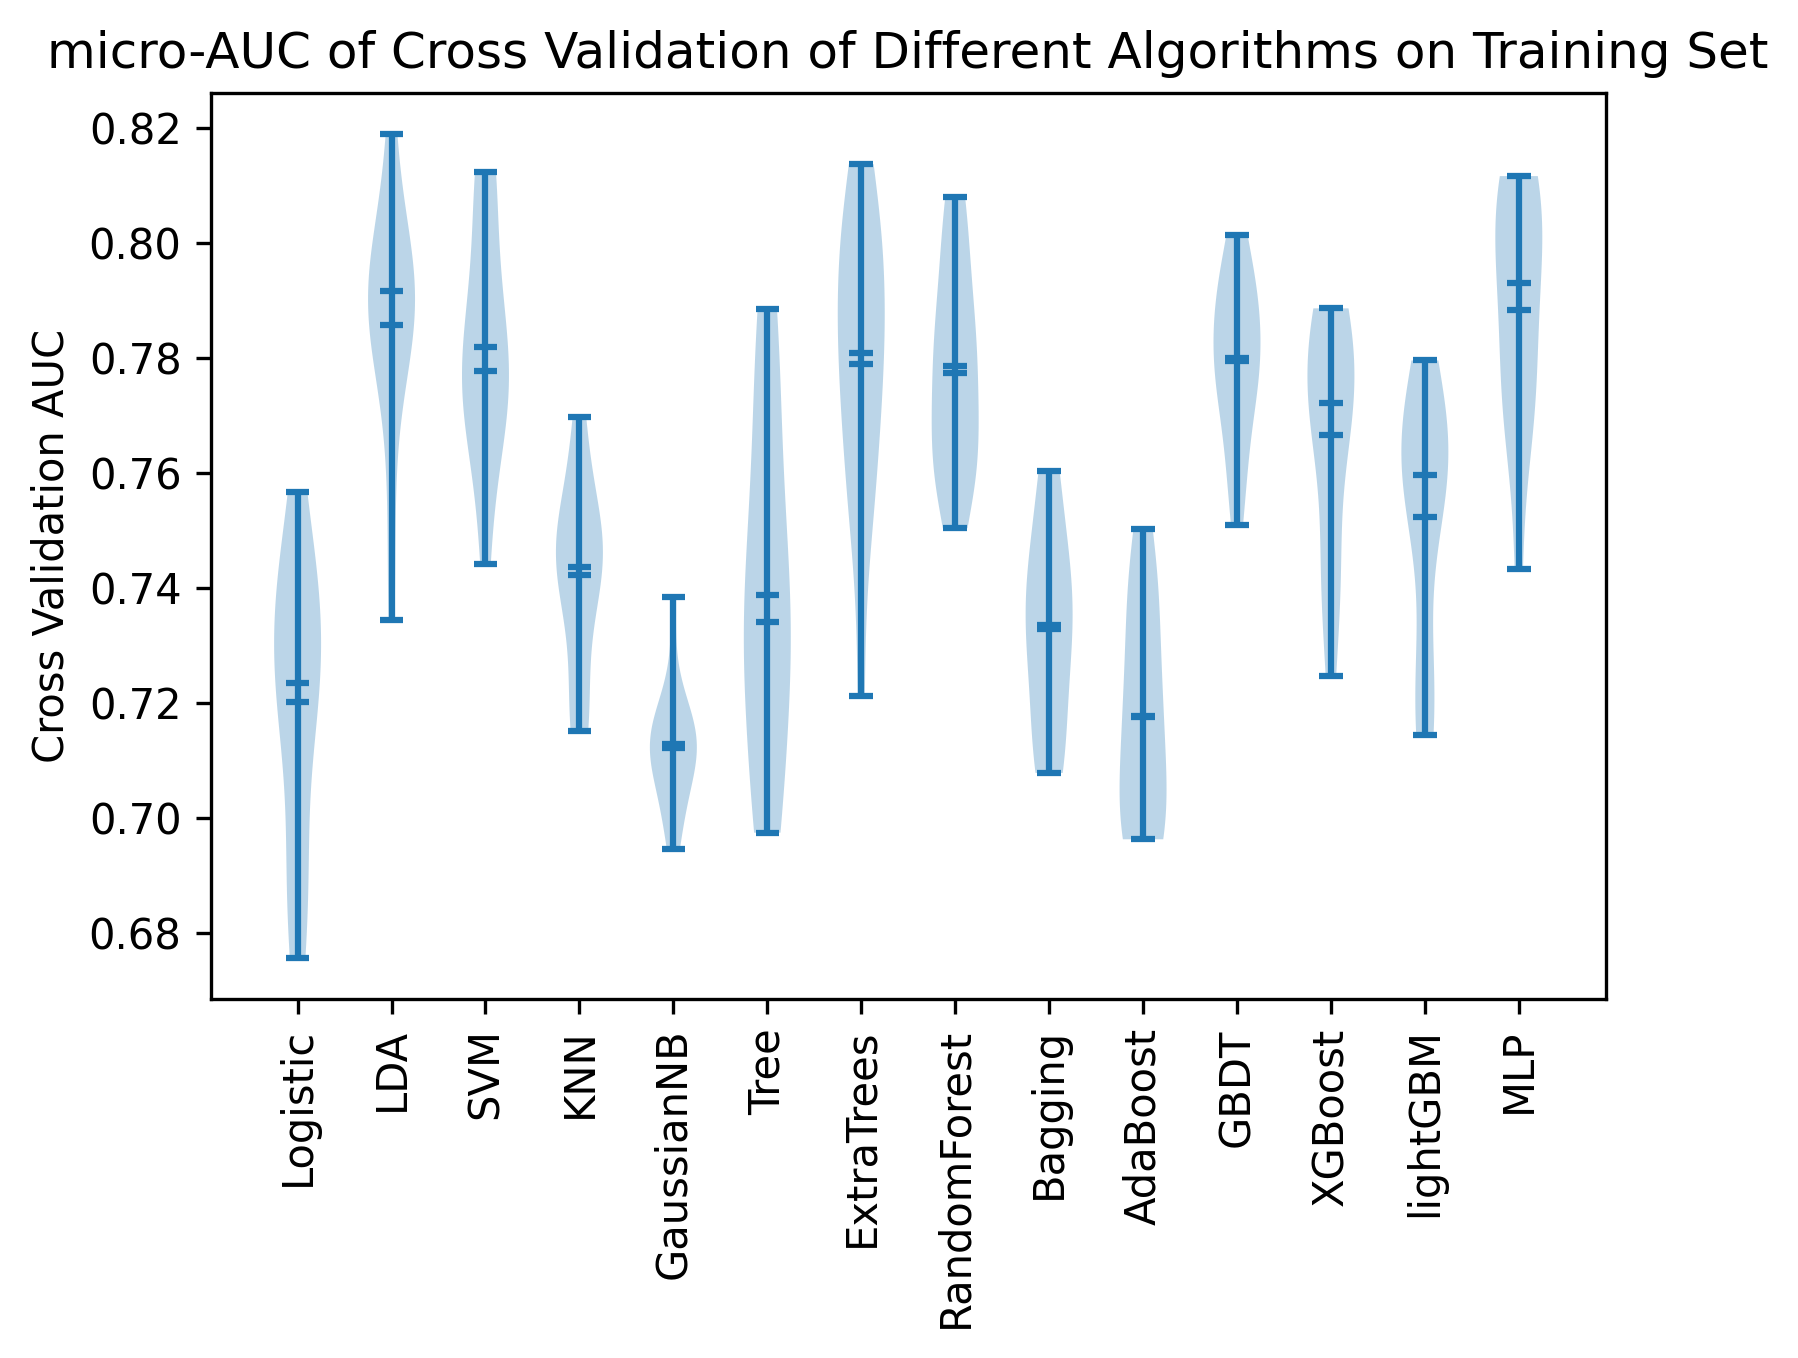 micro-AUC of Cross Validation of Different Algorithms on Training Set
Cross Validation AUC
0.82
0.80
0.78
0.76
0.74
0.72
0.70
0.68
Logistic
LDA
SVM
KNN
GaussianNB
Tree
ExtraTrees
RandomForest
Bagging
AdaBoost
GBDT
XGBoost
lightGBM
MLP